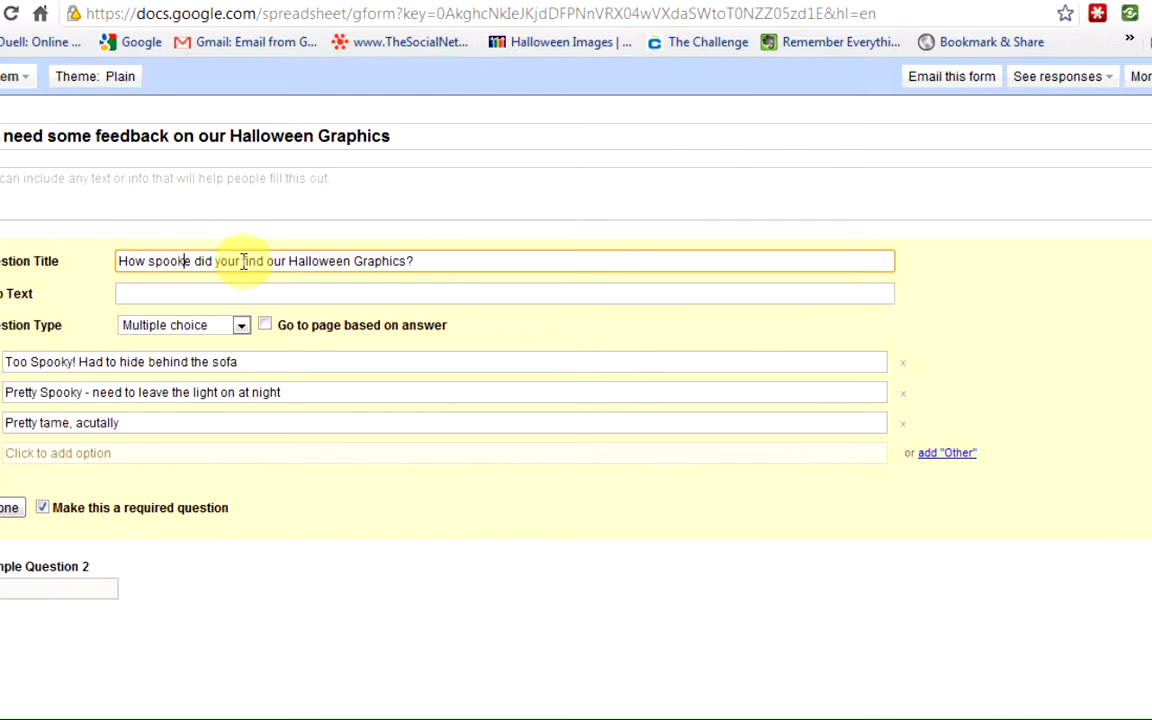 https://docs.google.com/spreadsheet/gform?key=0AkghcNkIeJKjdDFPNnVRX04wVXdaSWtoT0NZZ05zd1E&hl=en
Duell: Online ... Google Gmail: Email from G... www.TheSocialNet... Halloween Images | ... The Challenge Remember Everythi... Bookmark & Share »
em Theme: Plain Email this form See responses Mor
need some feedback on our Halloween Graphics
can include any text or info that will help people fill this out.
stion Title How spooke did your find our Halloween Graphics?
o Text
stion Type Multiple choice Go to page based on answer
Too Spooky! Had to hide behind the sofa x
Pretty Spooky - need to leave the light on at night x
Pretty tame, acutally x
Click to add option or add "Other"
one Make this a required question
mple Question 2